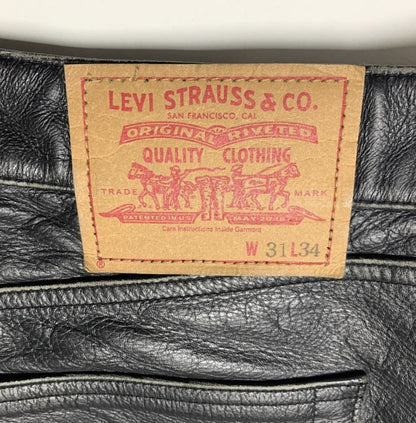 LEVI STRAUSS & CO.
SAN FRANCISCO, CAL
ORIGINAL RIVETED
QUALITY CLOTHING
TRADE MARK
PATENTED IN U.S. MAY 20 1873
Care Instructions Inside Garment
W 31 L 34
®